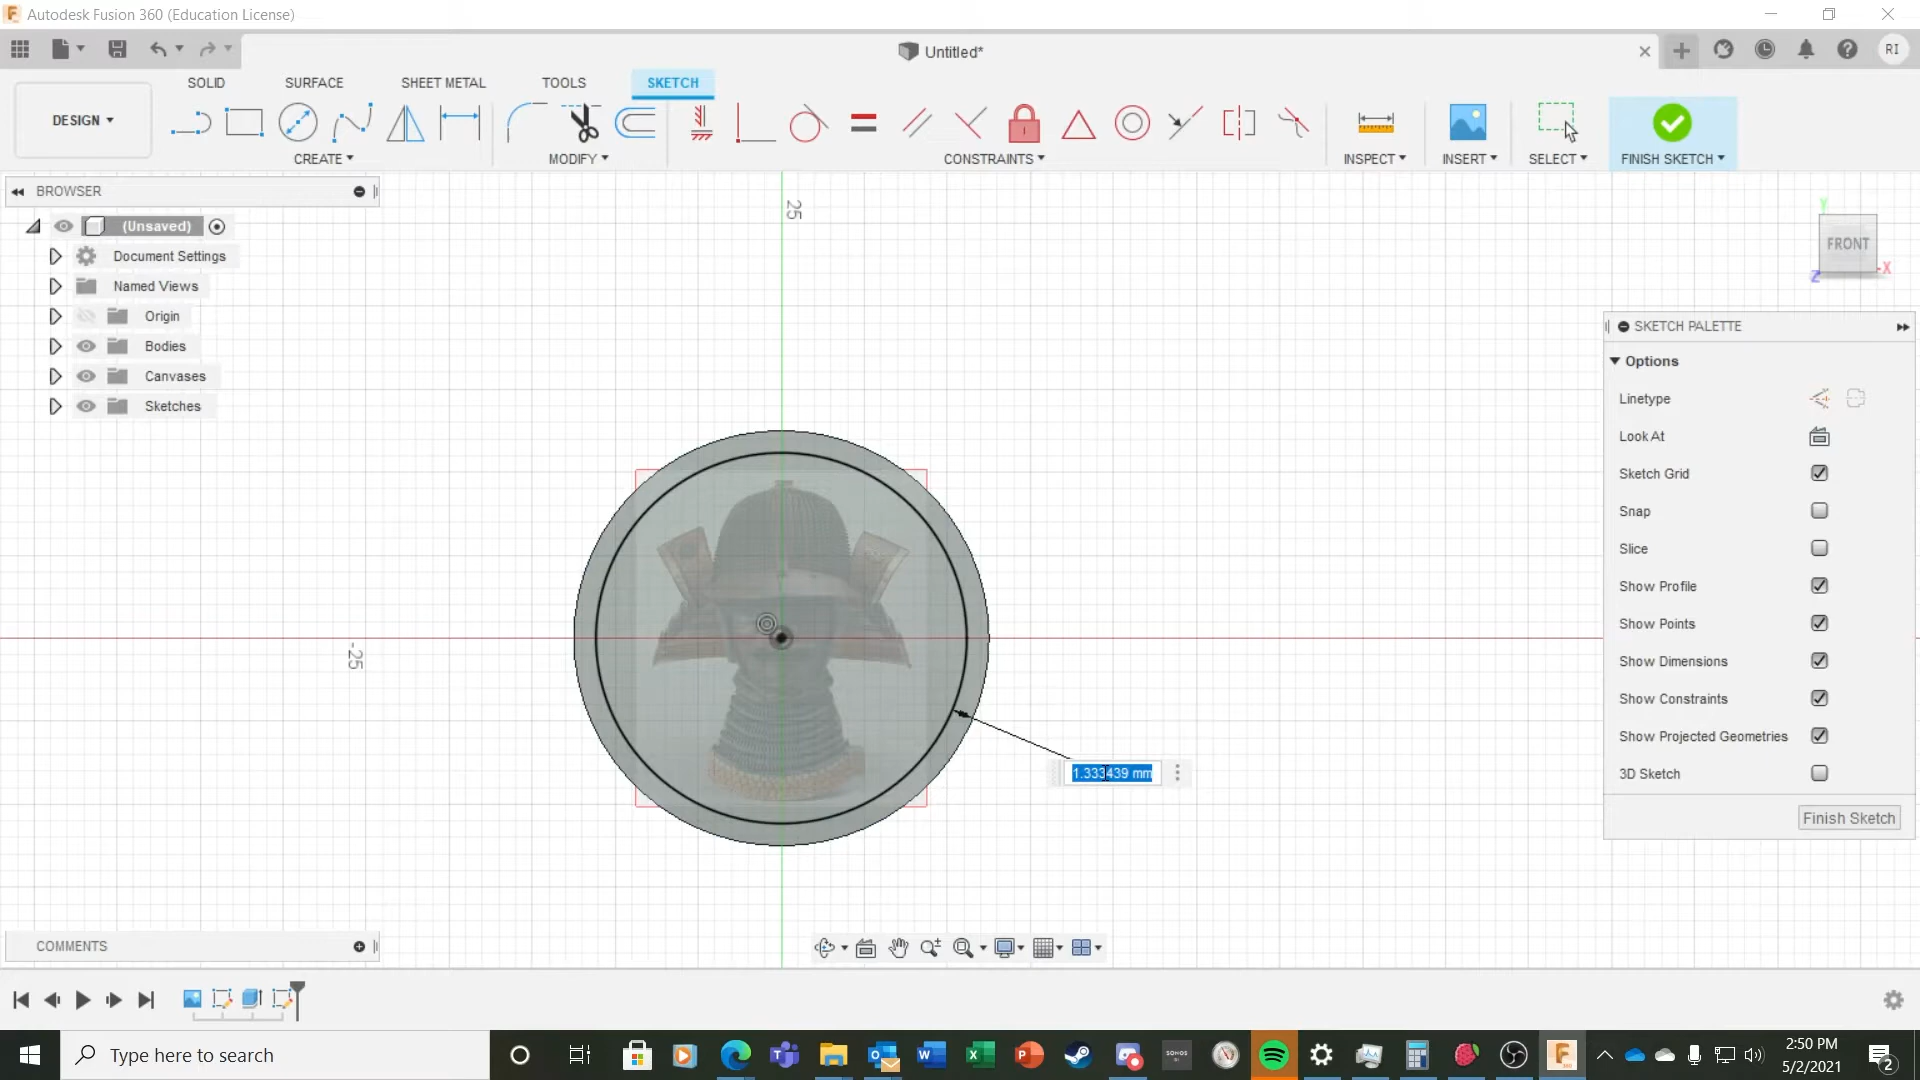 Autodesk Fusion 360 (Education License)
Untitled*
RI
DESIGN
SOLID
SURFACE
SHEET METAL
TOOLS
SKETCH
CREATE
MODIFY
CONSTRAINTS
INSPECT
INSERT
SELECT
FINISH SKETCH
BROWSER
(Unsaved)
Document Settings
Named Views
Origin
Bodies
Canvases
Sketches
25
-25
1.333439 mm
Y
FRONT
X
Z
SKETCH PALETTE
Options
Linetype
Look At
Sketch Grid
Snap
Slice
Show Profile
Show Points
Show Dimensions
Show Constraints
Show Projected Geometries
3D Sketch
Finish Sketch
COMMENTS
Type here to search
SONOS
2:50 PM
5/2/2021
2